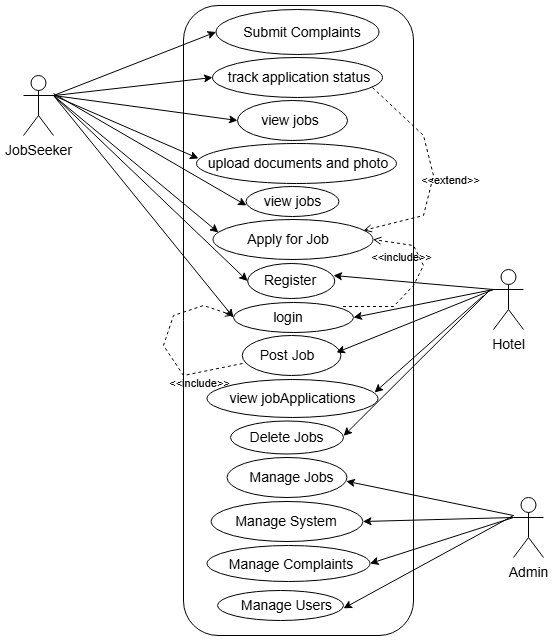 Submit Complaints
track application status
view jobs
JobSeeker
upload documents and photo
<<extend>>
view jobs
Apply for Job
<<include>>
Register
login
Hotel
Post Job
<<include>>
view jobApplications
Delete Jobs
Manage Jobs
Manage System
Manage Complaints
Admin
Manage Users